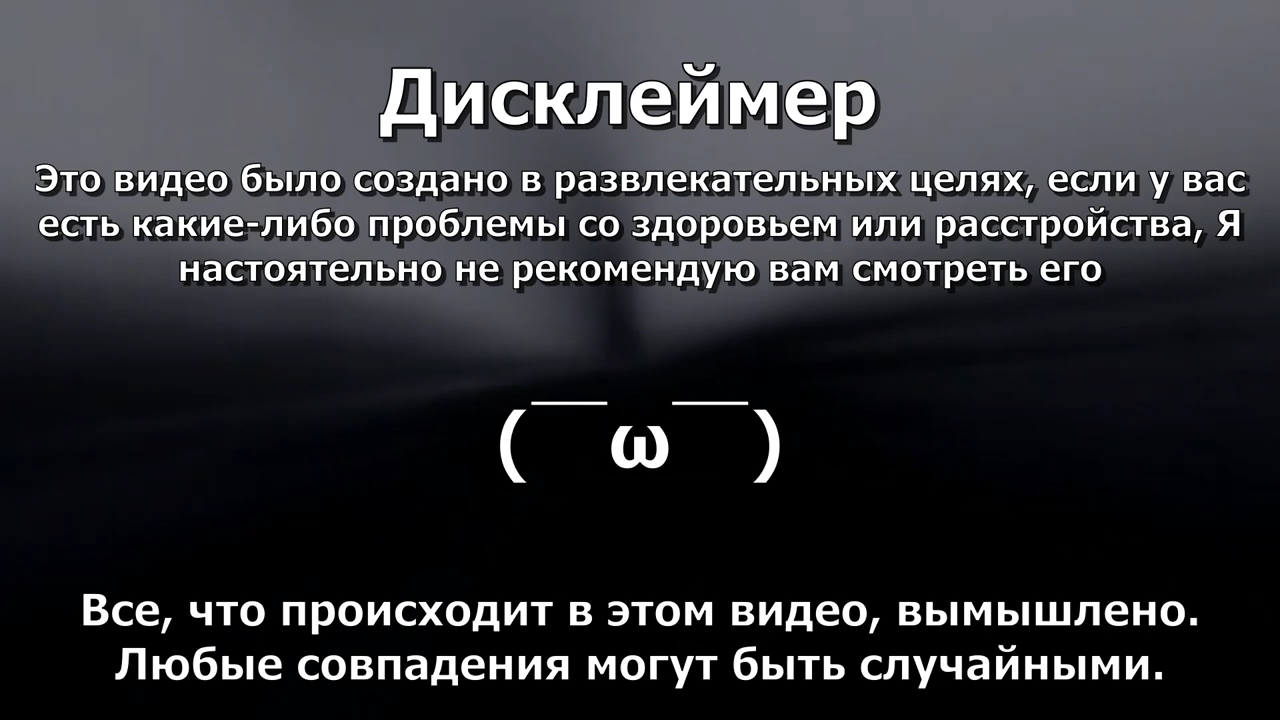 Дисклеймер
Это видео было создано в развлекательных целях, если у вас
есть какие-либо проблемы со здоровьем или расстройства, Я
настоятельно не рекомендую вам смотреть его
(¯ω¯)
Все, что происходит в этом видео, вымышлено.
Любые совпадения могут быть случайными.